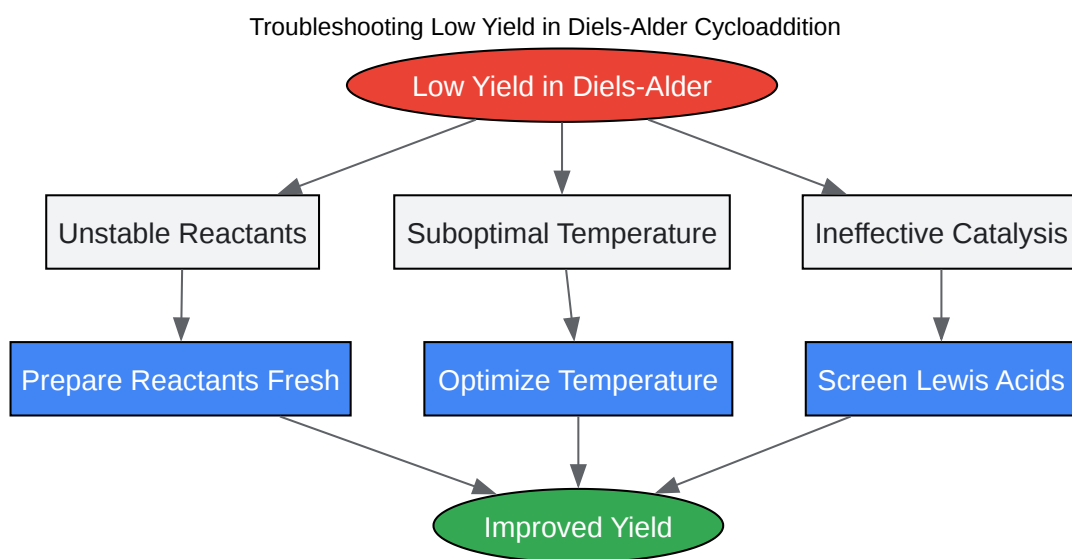 Troubleshooting Low Yield in Diels-Alder Cycloaddition
Low Yield in Diels-Alder
Unstable Reactants
Suboptimal Temperature
Ineffective Catalysis
Prepare Reactants Fresh
Optimize Temperature
Screen Lewis Acids
Improved Yield